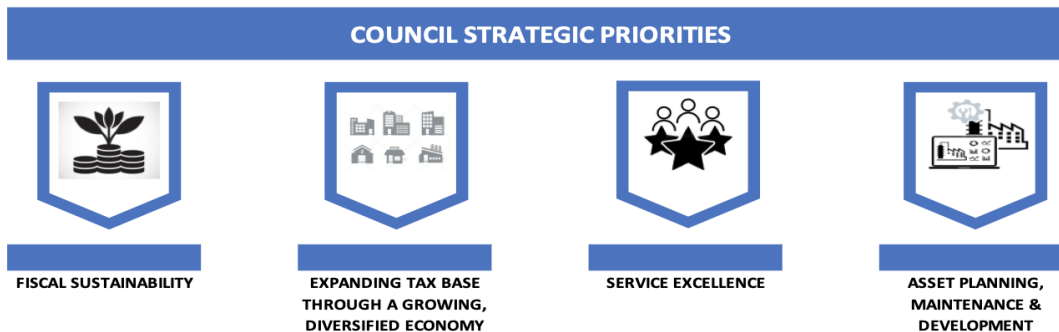 COUNCIL STRATEGIC PRIORITIES
FISCAL SUSTAINABILITY
EXPANDING TAX BASE
THROUGH A GROWING,
DIVERSIFIED ECONOMY
SERVICE EXCELLENCE
ASSET PLANNING,
MAINTENANCE &
DEVELOPMENT